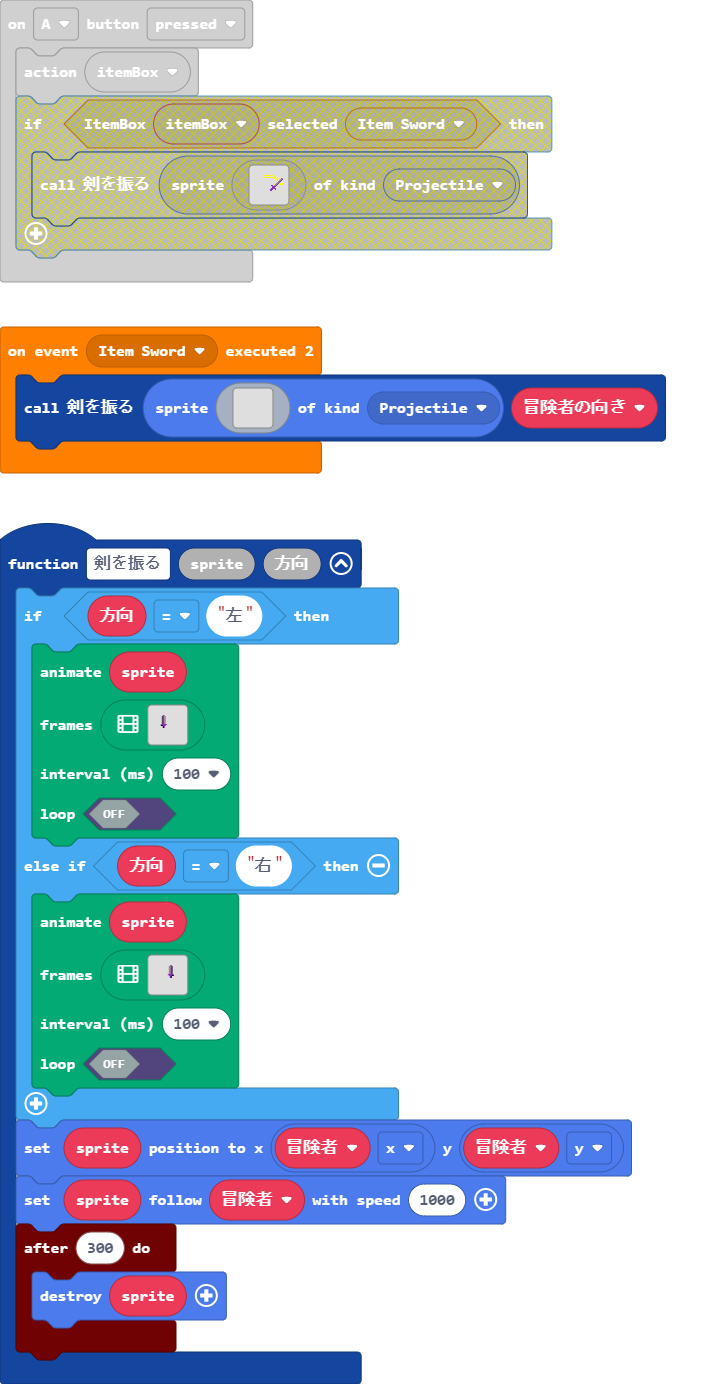 on A button pressed
action itemBox
if ItemBox itemBox selected Item Sword then
call 剣を振る sprite of kind Projectile
on event Item Sword executed 2
call 剣を振る sprite of kind Projectile 冒険者の向き
function 剣を振る sprite 方向
if 方向 = "左" then
animate sprite
frames
interval (ms) 100
loop OFF
else if 方向 = "右" then
animate sprite
frames
interval (ms) 100
loop OFF
set sprite position to x 冒険者 x y 冒険者 y
set sprite follow 冒険者 with speed 1000
after 300 do
destroy sprite